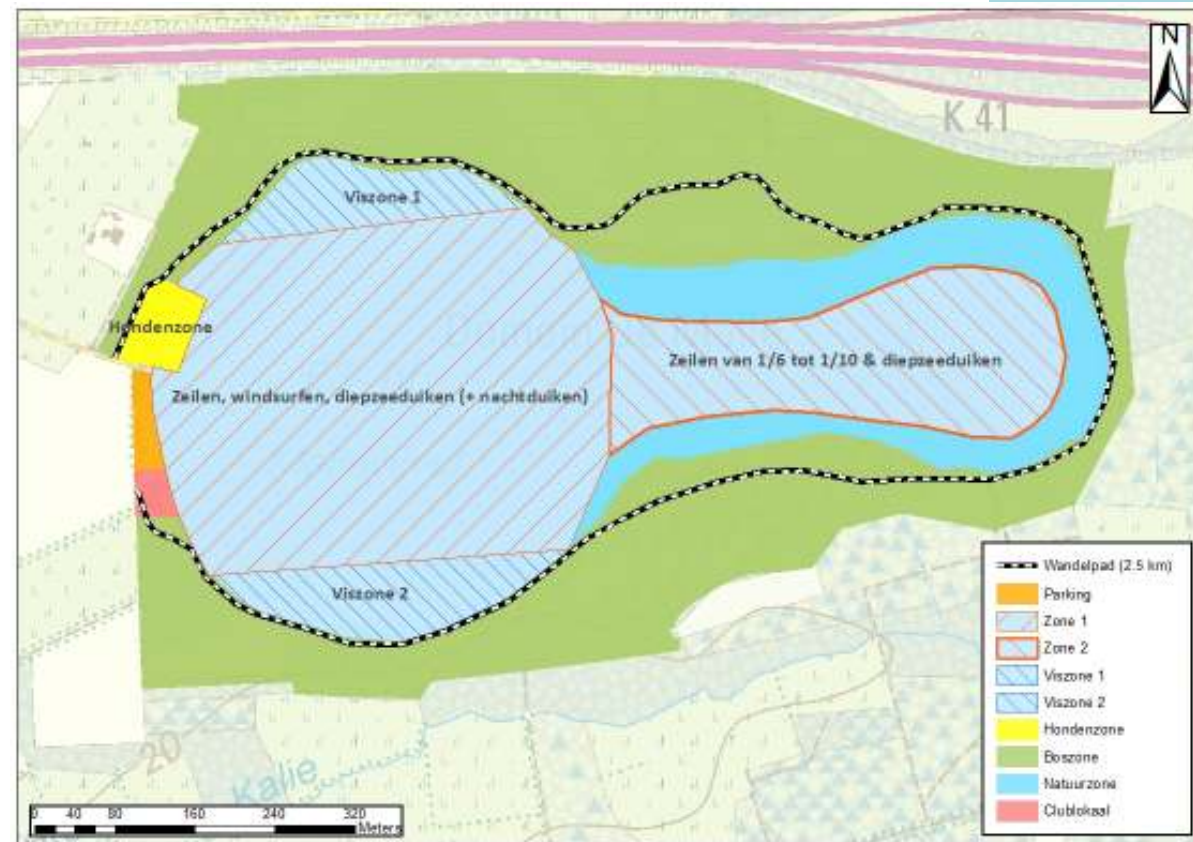 N
K 41
Viszone 1
Hondenzone
Zeilen van 1/6 tot 1/10 & diepzeeduiken
Zeilen, windsurfen, diepzeeduiken (+ nachtduiken)
Viszone 2
20
Kalie
0 40 80 160 240 320
Meters
Wandelpad (2.5 km)
Parking
Zone 1
Zone 2
Viszone 1
Viszone 2
Hondenzone
Boszone
Natuurzone
Clublokaal